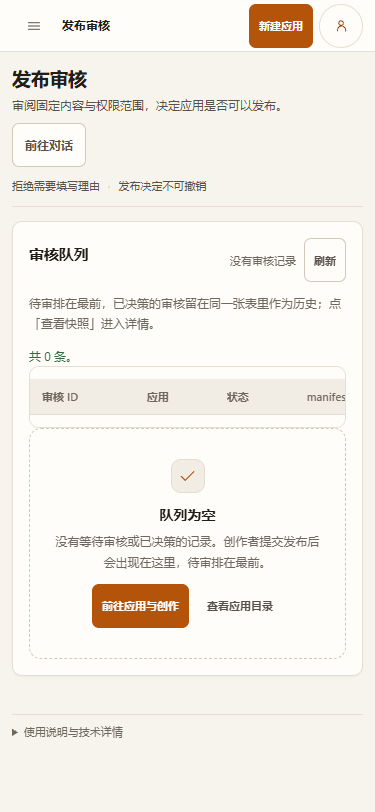 发布审核
新建应用
发布审核
审阅固定内容与权限范围，决定应用是否可以发布。
前往对话
拒绝需要填写理由 · 发布决定不可撤销
审核队列
没有审核记录
刷新
待审排在最前，已决策的审核留在同一张表里作为历史；点
「查看快照」进入详情。
共 0 条。
审核 ID 应用 状态 manifes
队列为空
没有等待审核或已决策的记录。创作者提交发布后
会出现在这里，待审排在最前。
前往应用与创作 查看应用目录
使用说明与技术详情